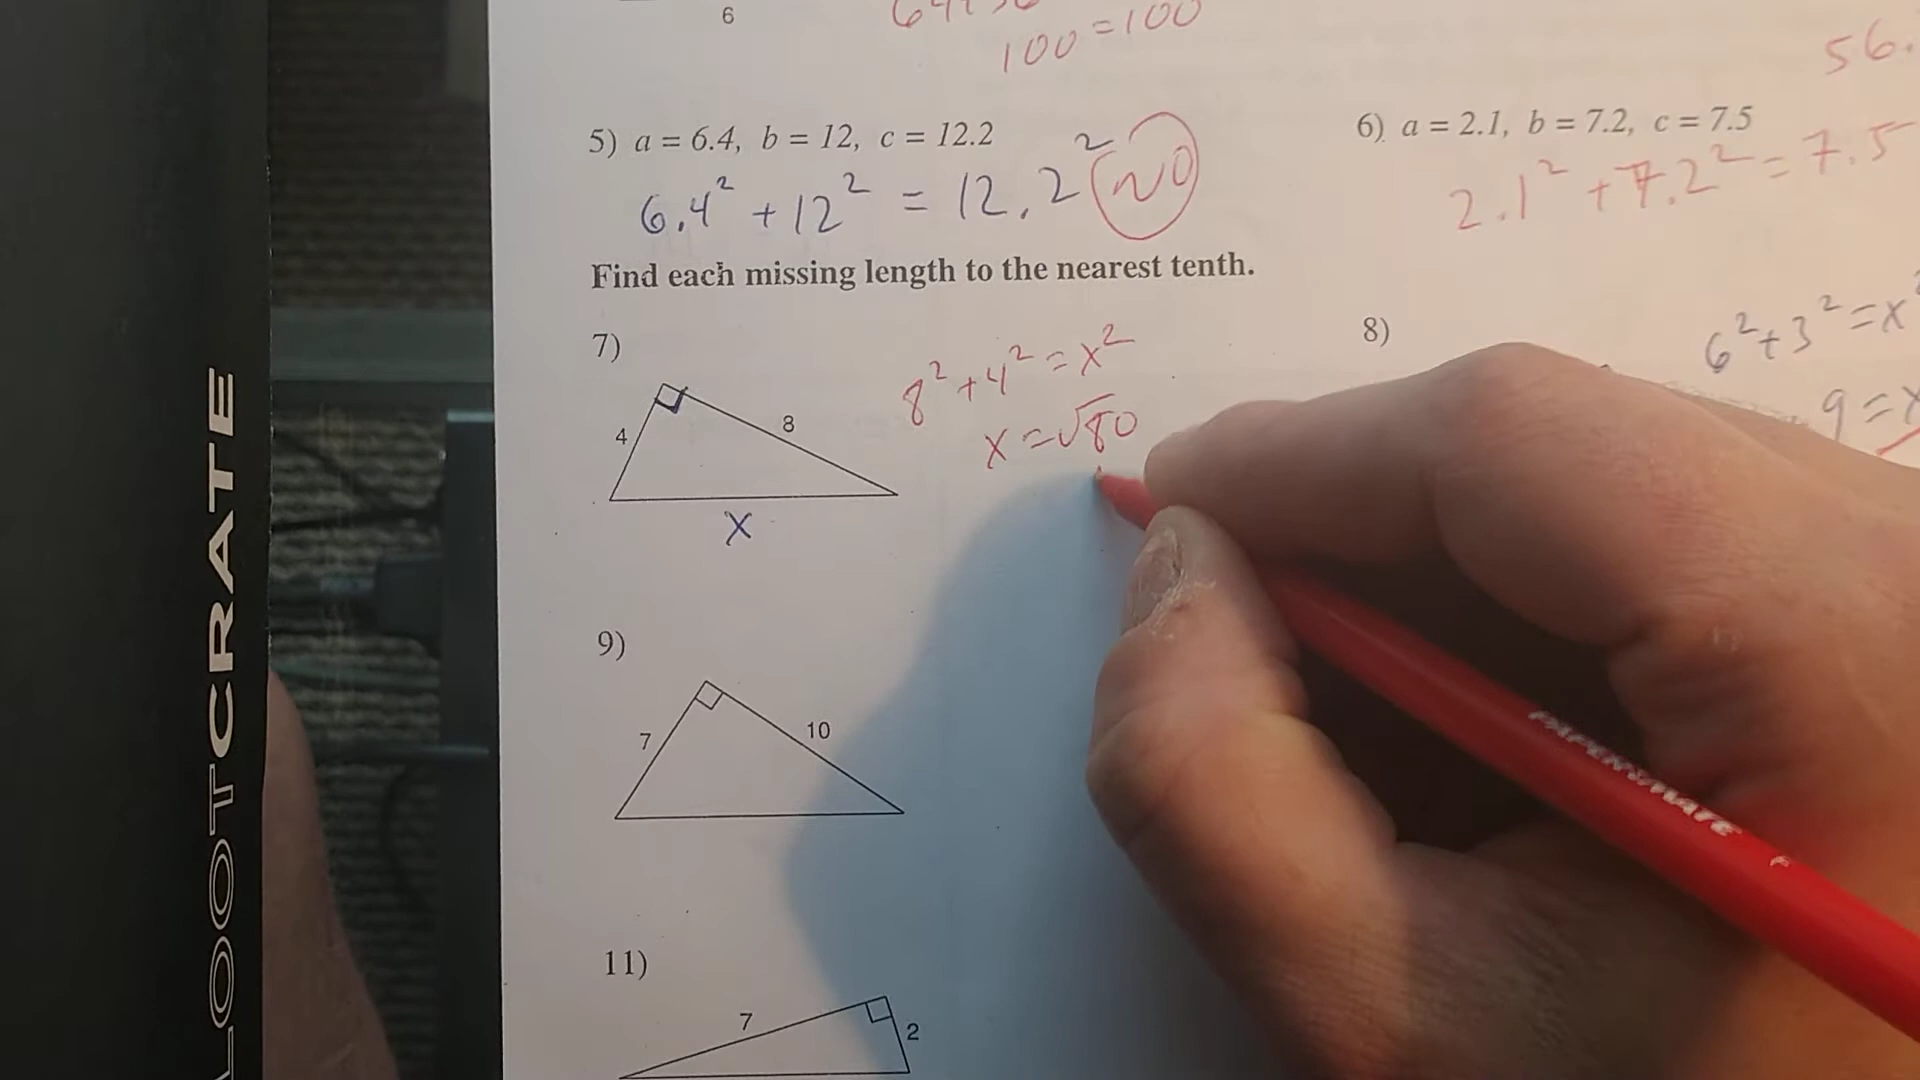 6
100 = 100
56.
5) a = 6.4, b = 12, c = 12.2
6.4² + 12² = 12.2² NO
6) a = 2.1, b = 7.2, c = 7.5
2.1² + 7.2² = 7.5
Find each missing length to the nearest tenth.
7)
4
8
X
8² + 4² = x²
x = √80
8)
6² + 3² = x²
9 = x
9)
7
10
11)
7
2
LOOTCRATE
PAPERMATE